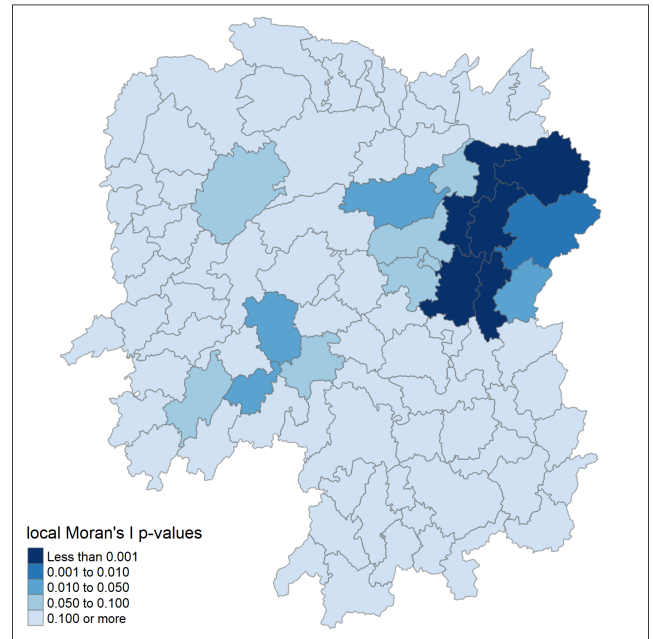 local Moran's I p-values
Less than 0.001
0.001 to 0.010
0.010 to 0.050
0.050 to 0.100
0.100 or more